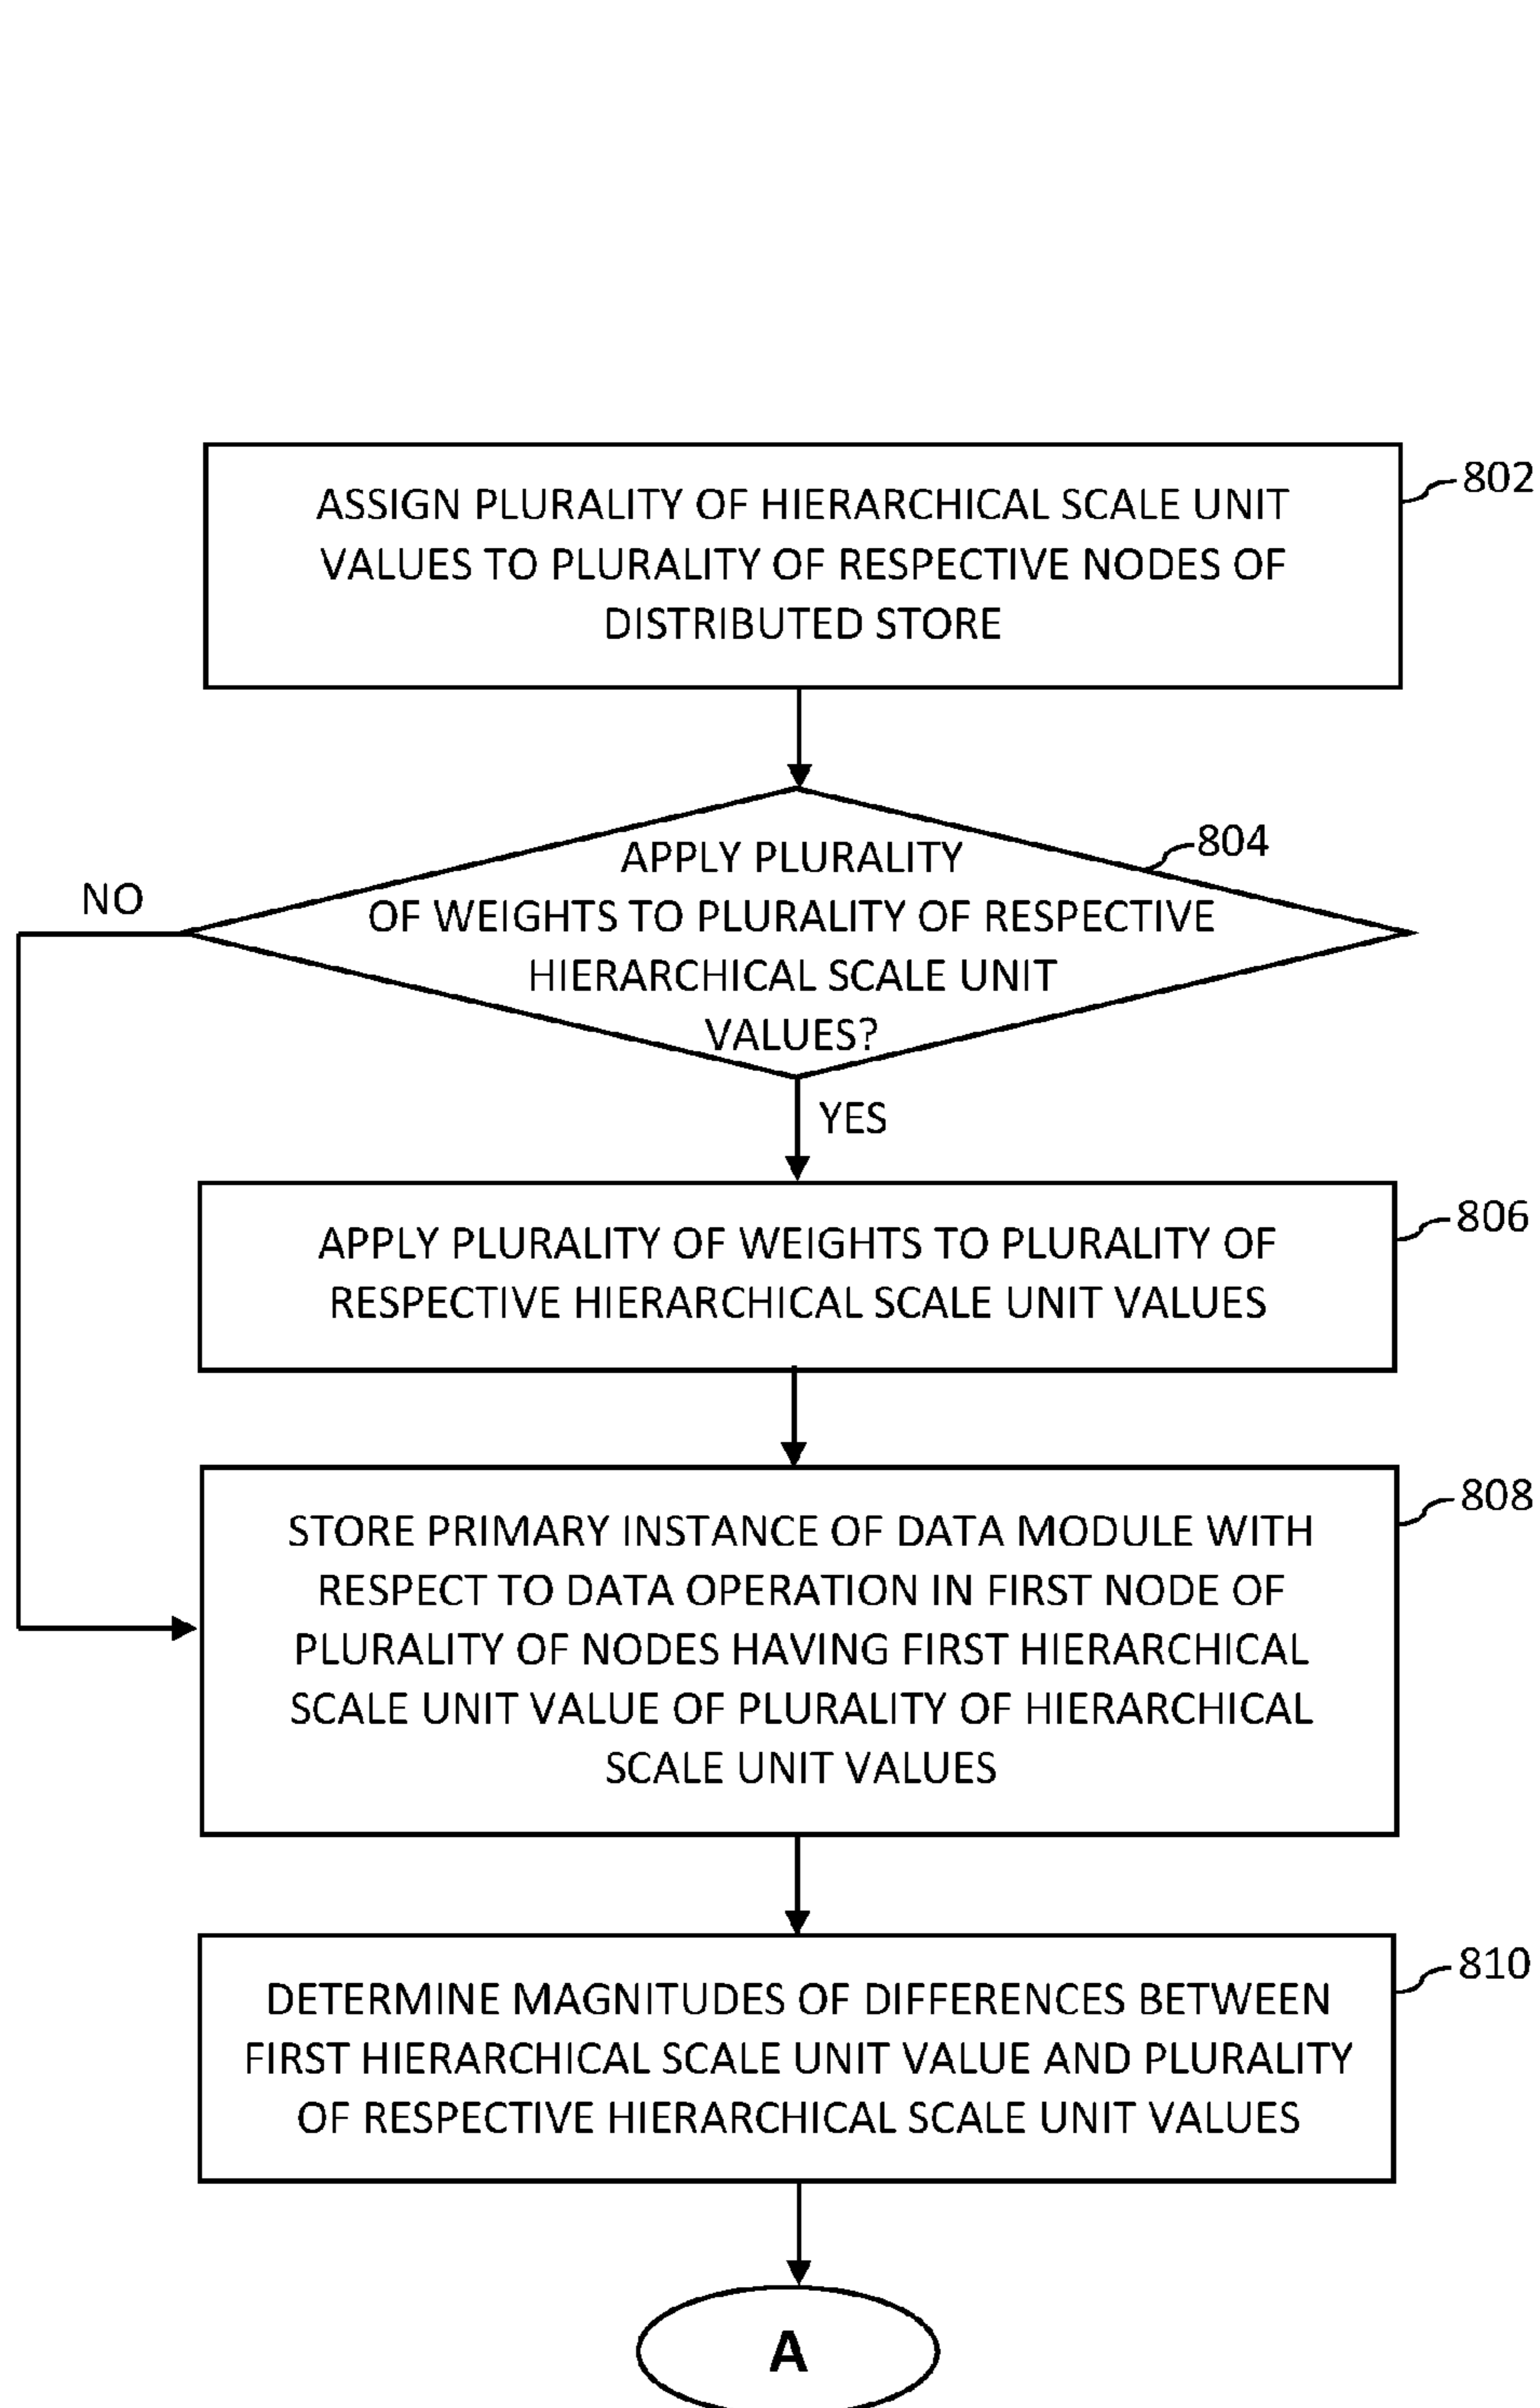 ASSIGN PLURALITY OF HIERARCHICAL SCALE UNIT
VALUES TO PLURALITY OF RESPECTIVE NODES OF
DISTRIBUTED STORE
802
APPLY PLURALITY
OF WEIGHTS TO PLURALITY OF RESPECTIVE
HIERARCHICAL SCALE UNIT
VALUES?
804
NO
YES
APPLY PLURALITY OF WEIGHTS TO PLURALITY OF
RESPECTIVE HIERARCHICAL SCALE UNIT VALUES
806
STORE PRIMARY INSTANCE OF DATA MODULE WITH
RESPECT TO DATA OPERATION IN FIRST NODE OF
PLURALITY OF NODES HAVING FIRST HIERARCHICAL
SCALE UNIT VALUE OF PLURALITY OF HIERARCHICAL
SCALE UNIT VALUES
808
DETERMINE MAGNITUDES OF DIFFERENCES BETWEEN
FIRST HIERARCHICAL SCALE UNIT VALUE AND PLURALITY
OF RESPECTIVE HIERARCHICAL SCALE UNIT VALUES
810
A